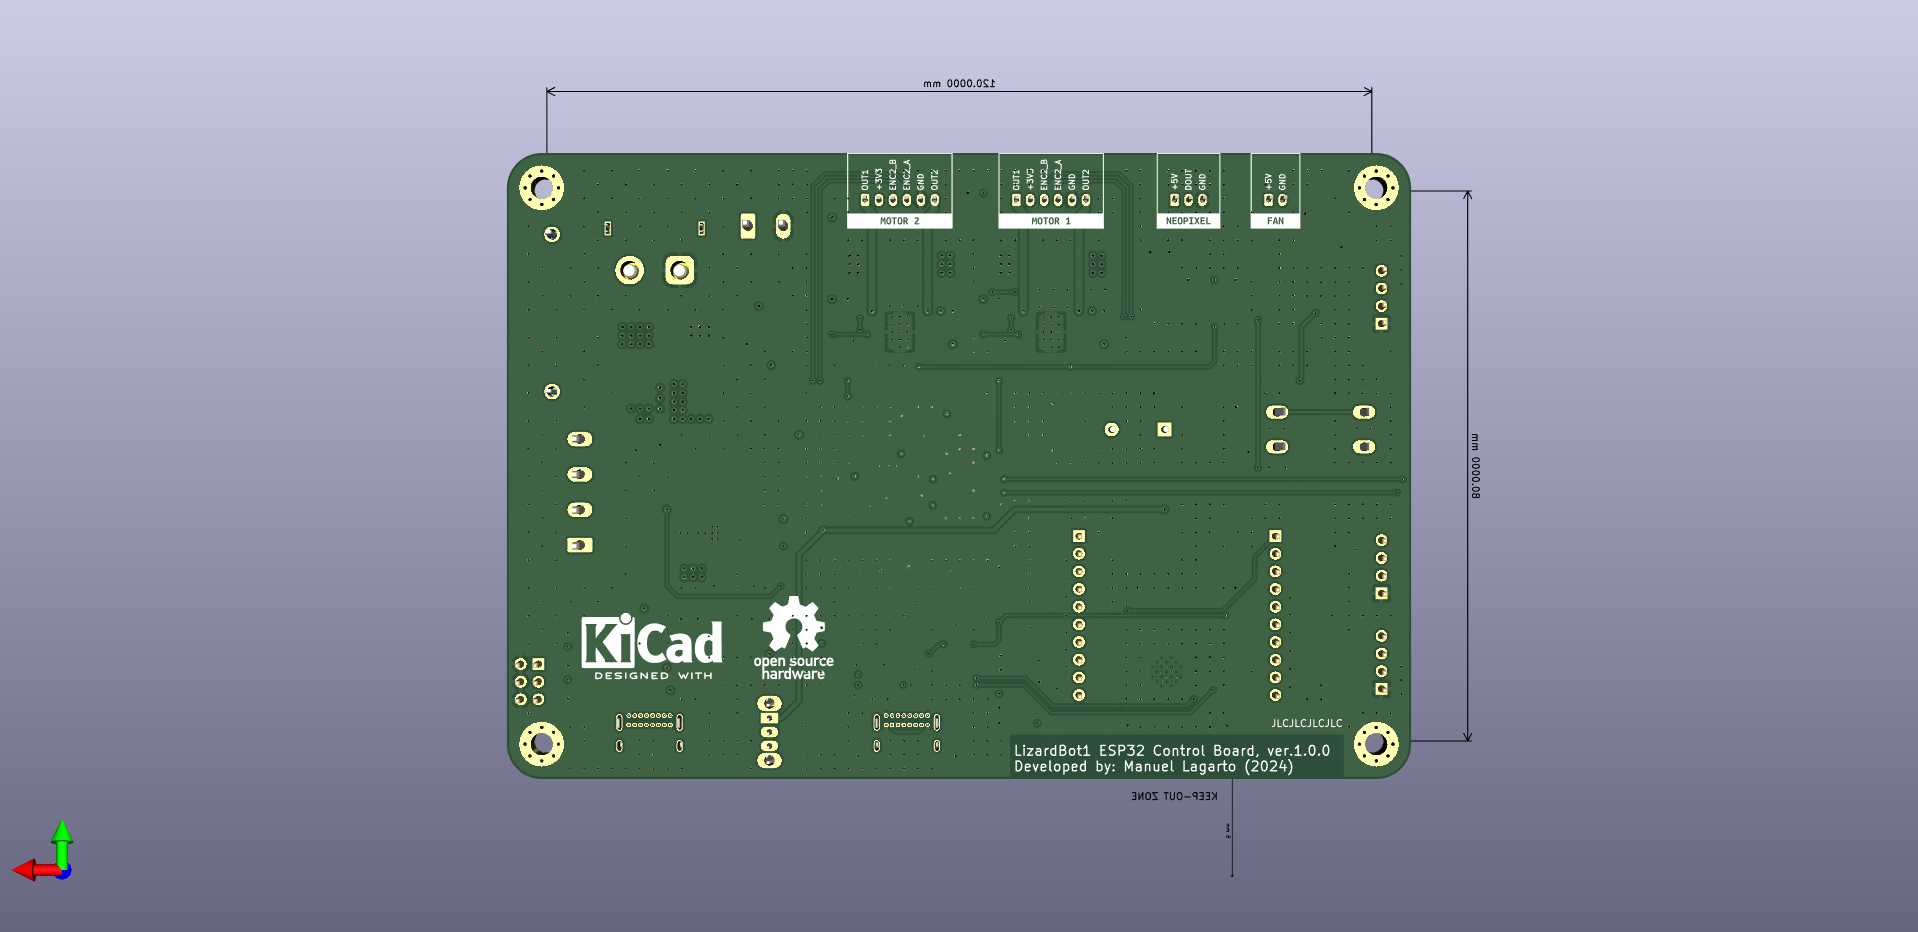 120.0000 mm
OUT1
+3V3
ENC2_B
ENC2_A
GND
OUT2
MOTOR 2
OUT1
+3V3
ENC2_B
ENC2_A
GND
OUT2
MOTOR 1
+5V
DOUT
GND
NEOPIXEL
+5V
GND
FAN
80.0000 mm
KiCad
DESIGNED WITH
open source
hardware
JLCJLCJLCJLC
LizardBot1 ESP32 Control Board, ver.1.0.0
Developed by: Manuel Lagarto (2024)
KEEP-OUT ZONE